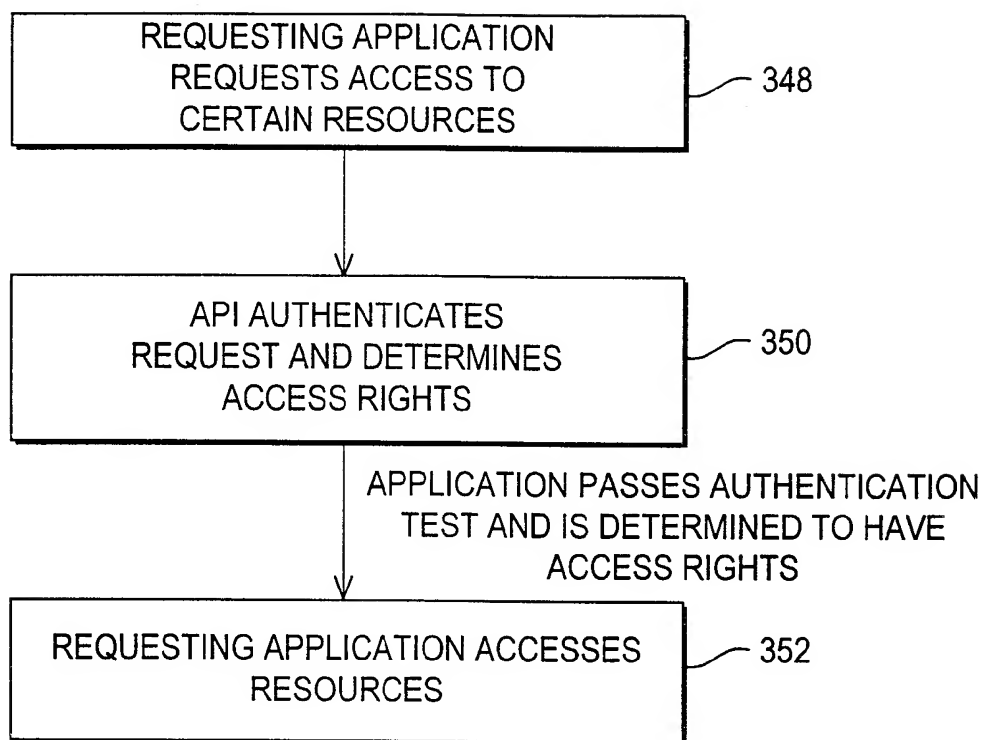 REQUESTING APPLICATION
REQUESTS ACCESS TO
CERTAIN RESOURCES
348
API AUTHENTICATES
REQUEST AND DETERMINES
ACCESS RIGHTS
350
APPLICATION PASSES AUTHENTICATION
TEST AND IS DETERMINED TO HAVE
ACCESS RIGHTS
REQUESTING APPLICATION ACCESSES
RESOURCES
352